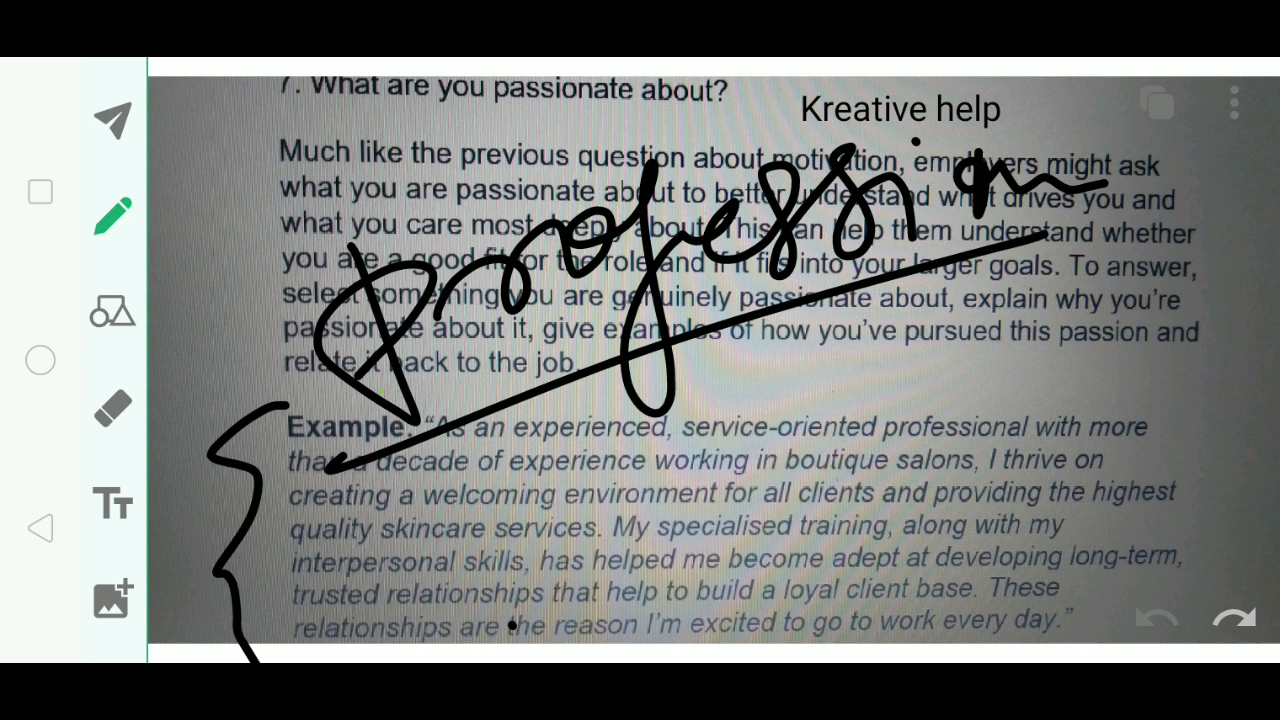 7. What are you passionate about?
Kreative help
Much like the previous question about motivation, employers might ask
what you are passionate about to better understand what drives you and
what you care most deeply about. This can help them understand whether
you are a good fit for the role and if it fits into your larger goals. To answer,
select something you are genuinely passionate about, explain why you're
passionate about it, give examples of how you've pursued this passion and
relate it back to the job.
Profession
Example: “As an experienced, service-oriented professional with more
than a decade of experience working in boutique salons, I thrive on
creating a welcoming environment for all clients and providing the highest
quality skincare services. My specialised training, along with my
interpersonal skills, has helped me become adept at developing long-term,
trusted relationships that help to build a loyal client base. These
relationships are the reason I'm excited to go to work every day.”
TT